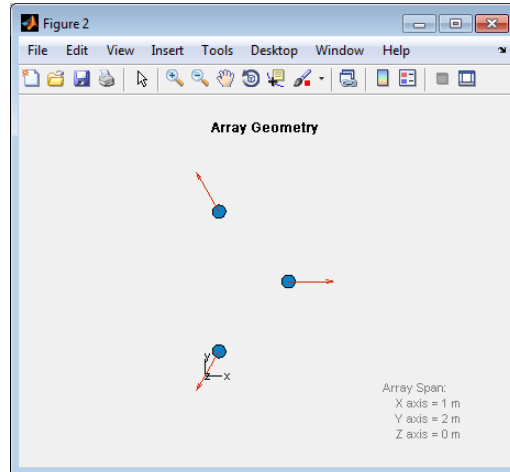 Figure 2
File Edit View Insert Tools Desktop Window Help
Array Geometry
y
z x
Array Span:
X axis = 1 m
Y axis = 2 m
Z axis = 0 m